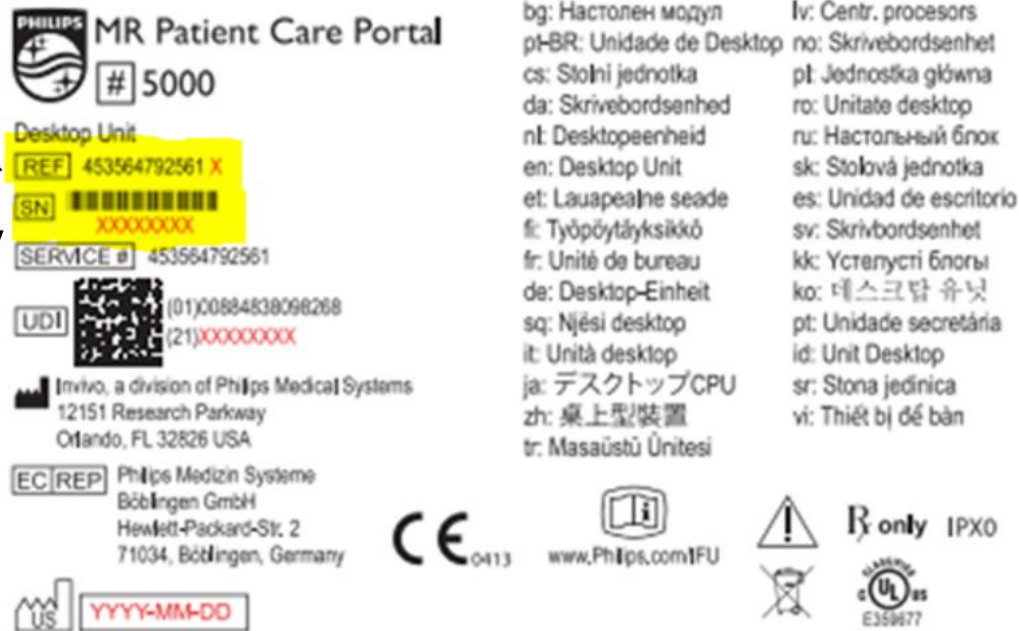 PHILIPS
MR Patient Care Portal
# 5000
Desktop Unit
REF 453564792561 X
SN
XXXXXXXX
SERVICE # 453564792561
UDI
(01)00884838098268
(21)XXXXXXXX
Invivo, a division of Philips Medical Systems
12151 Research Parkway
Orlando, FL 32826 USA
EC REP Philips Medizin Systeme
Böblingen GmbH
Hewlett-Packard-Str. 2
71034, Böblingen, Germany
US YYYY-MM-DD
CE 0413
bg: Настолен модул
pt-BR: Unidade de Desktop
cs: Stolní jednotka
da: Skrivebordsenhed
nl: Desktopeenheid
en: Desktop Unit
et: Lauapealne seade
fi: Työpöytäyksikkö
fr: Unité de bureau
de: Desktop-Einheit
sq: Njësi desktop
it: Unità desktop
ja: デスクトップCPU
zh: 桌上型裝置
tr: Masaüstü Ünitesi
lv: Centr. procesors
no: Skrivebordsenhet
pl: Jednostka główna
ro: Unitate desktop
ru: Настольный блок
sk: Stolová jednotka
es: Unidad de escritorio
sv: Skrivbordsenhet
kk: Үстелүсті блогы
ko: 데스크탑 유닛
pt: Unidade secretária
id: Unit Desktop
sr: Stona jedinica
vi: Thiết bị để bàn
www.Philips.com/IFU
Rx only IPX0
CLASSIFIED
C UL US
E359677